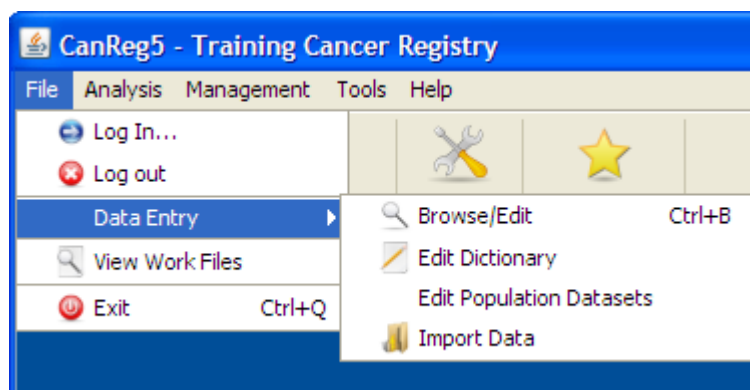 CanReg5 - Training Cancer Registry
File Analysis Management Tools Help
Log In...
Log out
Data Entry
View Work Files
Exit Ctrl+Q
Browse/Edit Ctrl+B
Edit Dictionary
Edit Population Datasets
Import Data